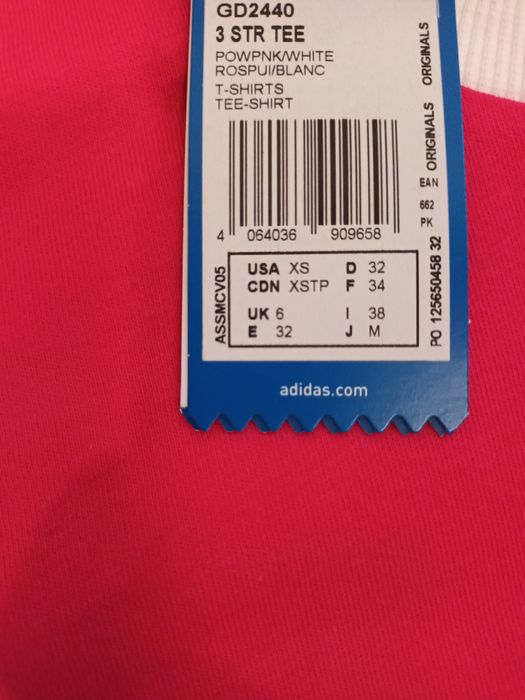 GD2440
3 STR TEE
POWPNK/WHITE
ROSPUI/BLANC
T-SHIRTS
TEE-SHIRT
4 064036 909658
USA XS D 32
CDN XSTP F 34
UK 6 I 38
E 32 J M
ASSMCV05
ORIGINALS
ORIGINALS
EAN
662
PK
PO 125650458 32
adidas.com